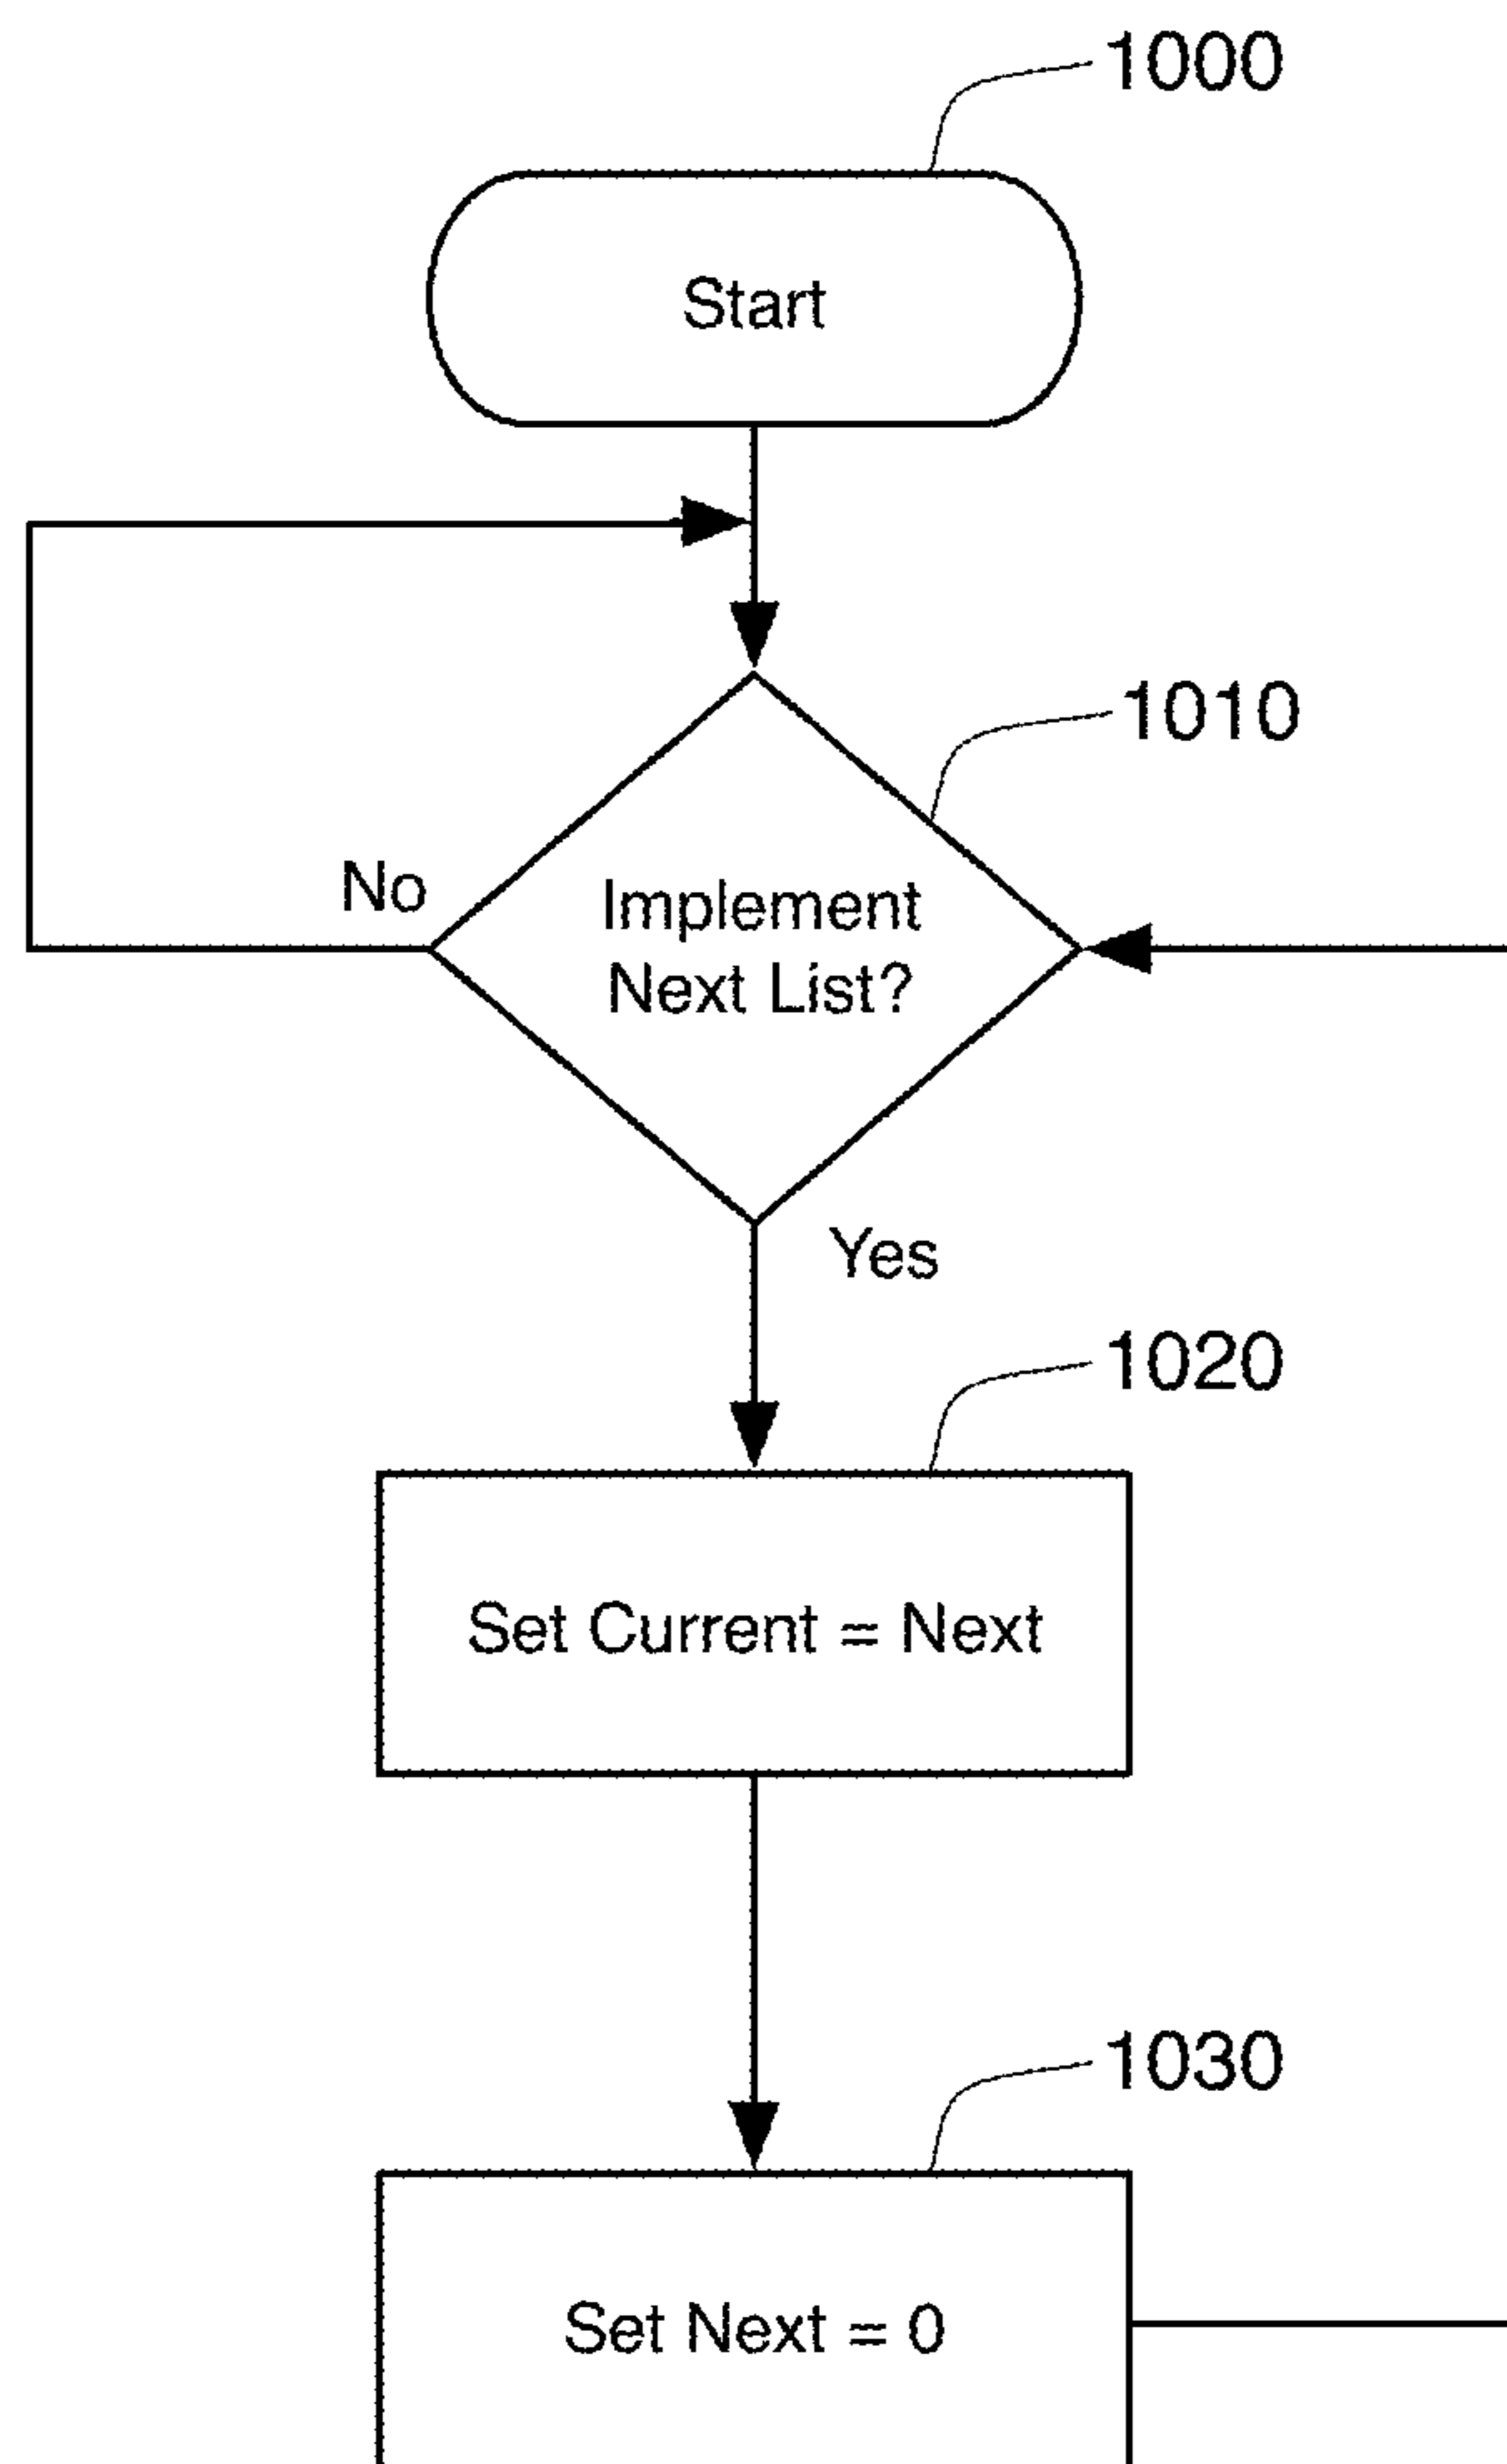 1000
Start
1010
No
Implement
Next List?
Yes
1020
Set Current = Next
1030
Set Next = 0